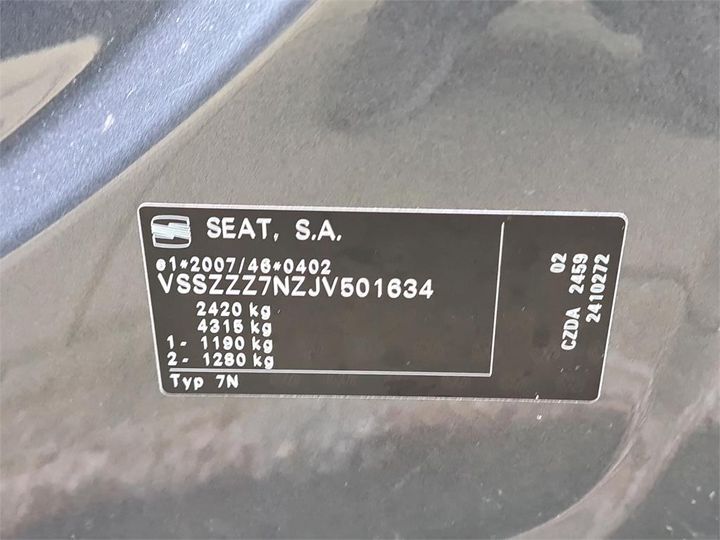 SEAT, S.A.
e1*2007/46*0402
VSSZZZ7NZJV501634
2420 kg
4315 kg
1- 1190 kg
2- 1280 kg
Typ 7N
02
CZDA 2459
2410272